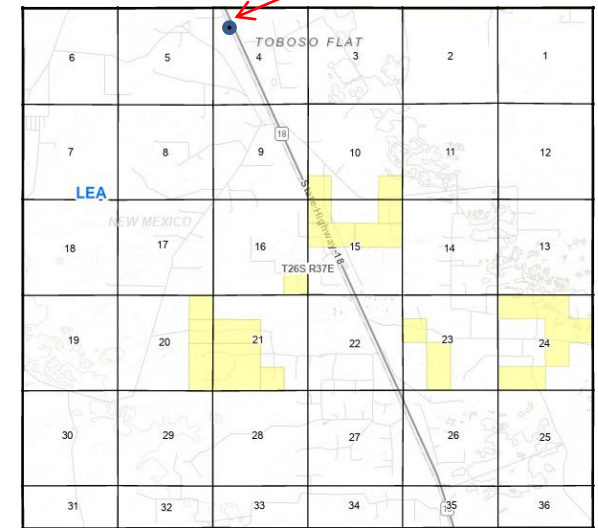 TOBOSO FLAT
6 5 4 3 2 1
18
7 8 9 10 11 12
LEA
NEW MEXICO
State Highway 18
18 17 16 15 14 13
T26S R37E
19 20 21 22 23 24
30 29 28 27 26 25
31 32 33 34 35 36